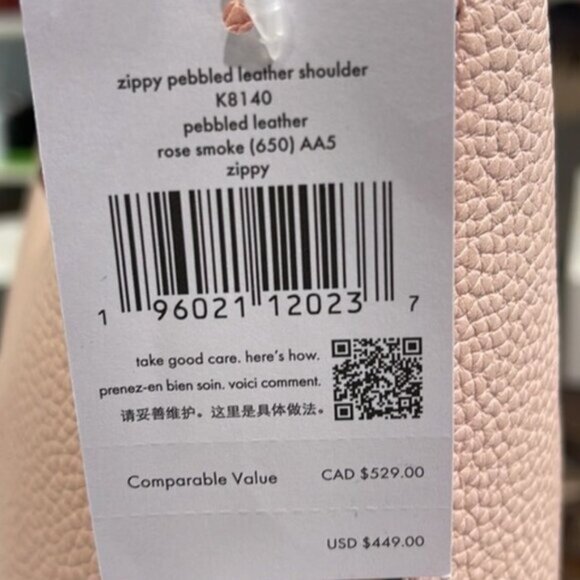 zippy pebbled leather shoulder
K8140
pebbled leather
rose smoke (650) AA5
zippy
1 96021 12023 7
take good care. here's how.
prenez-en bien soin. voici comment.
请妥善维护。这里是具体做法。
Comparable Value CAD $529.00
USD $449.00